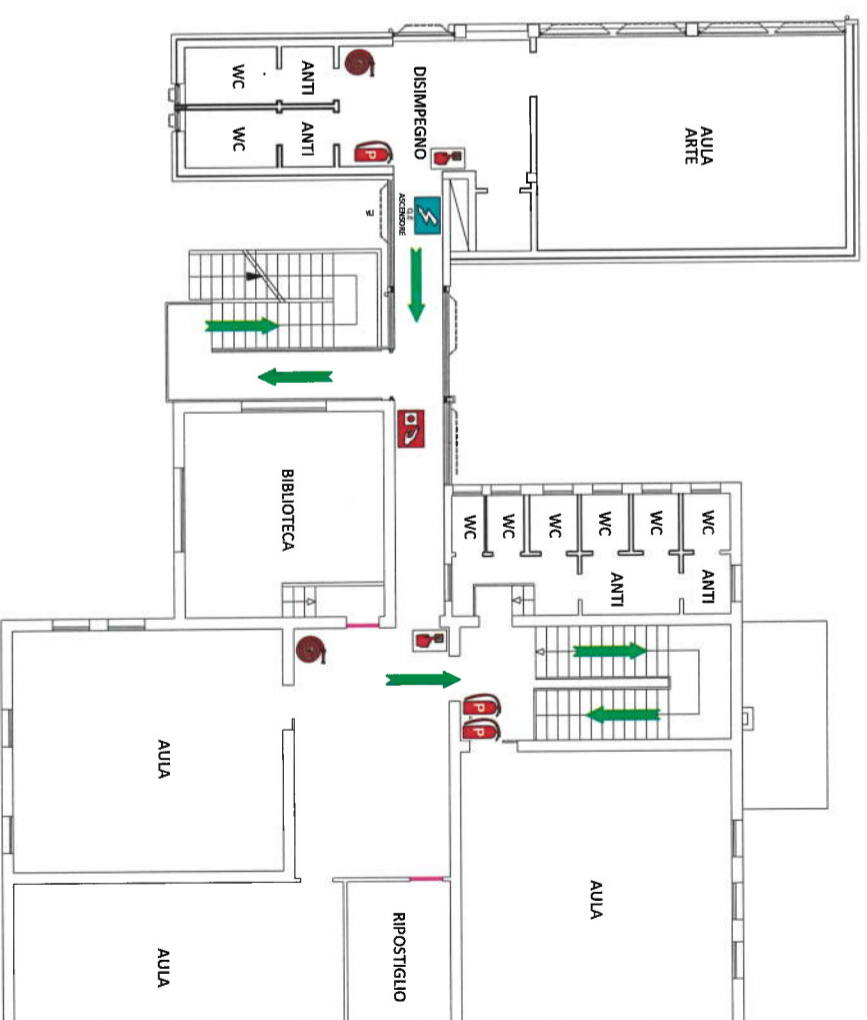 AULA
ARTE
WC
ANTI
DISIMPEGNO
WC
ANTI
P
Q.E
ASCENSORE
BIBLIOTECA
WC
WC
WC
WC
WC
WC
ANTI
ANTI
P
P
AULA
AULA
RIPOSTIGLIO
AULA